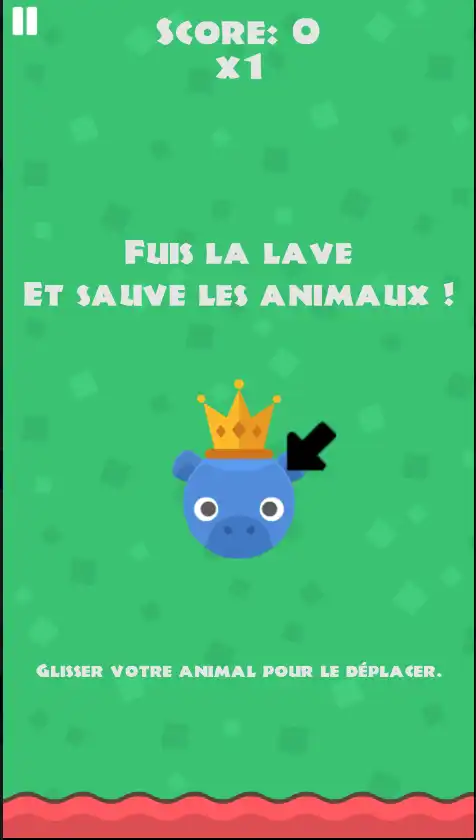 Score: 0
x1
Fuis la lave
Et sauve les animaux !
Glisser votre animal pour le déplacer.